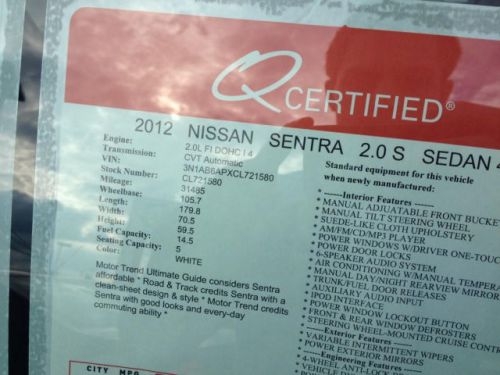 Q CERTIFIED®
2012 NISSAN SENTRA 2.0 S SEDAN 4
Engine: 2.0L FI DOHC I 4
Transmission: CVT Automatic
VIN: 3N1AB6APXCL721580
Stock Number: CL721580
Mileage: 31485
Wheelbase: 105.7
Length: 179.8
Width: 70.5
Height: 59.5
Fuel Capacity: 14.5
Seating Capacity: 5
Color: WHITE
Motor Trend Ultimate Guide considers Sentra
affordable * Road & Track credits Sentra with a
clean-sheet design & style * Motor Trend credits
Sentra with good looks and every-day
commuting ability *
Standard equipment for this vehicle
when newly manufactured:
-Interior Features-
* MANUAL ADJUATABLE FRONT BUCKET
* MANUAL TILT STEERING WHEEL
* SUEDE-LIKE CLOTH UPHOLSTERY
* AM/FMCD/MP3 PLAYER
* POWER WINDOWS W/DRIVER ONE-TOUCH
* POWER DOOR LOCKS
* 6-SPEAKER AUDIO SYSTEM
* AIR CONDITIONING W/MANUAL TEMPERA
* MANUAL DAY/NIGHT REARVIEW MIRROR
* TRUNK/FUEL DOOR RELEASES
* AUXILIARY AUDIO INPUT
* IPOD INTERFACE
* POWER WINDOW LOCKOUT BUTTON
* FRONT & REAR WINDOW DEFROSTERS
* STEERING WHEEL-MOUNTED CRUISE CONTR
-Exterior Features-
* VARIABLE INTERMITTENT WIPERS
* POWER EXTERIOR MIRRORS
-Engineering Features-
* 4-WHEEL ANTI-LOCK
* VEHICLE
CITY MPG